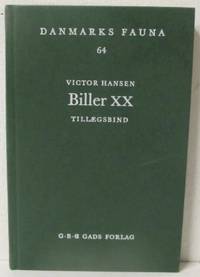 DANMARKS FAUNA
64
VICTOR HANSEN
Biller XX
TILLÆGSBIND
G·E·C GADS FORLAG